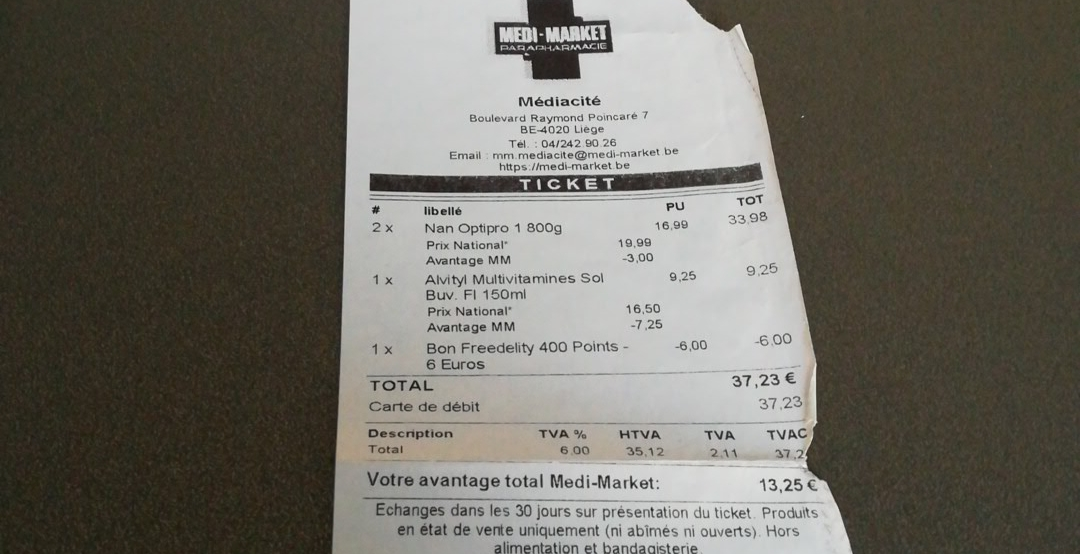 MEDI-MARKET
PARAPHARMACIE
Médiacité
Boulevard Raymond Poincaré 7
BE-4020 Liège
Tél. : 04/242.90.26
Email : mm.mediacite@medi-market.be
https://medi-market.be
TICKET
# libellé PU TOT
2 x Nan Optipro 1 800g 16,99 33,98
Prix National* 19,99
Avantage MM -3,00
1 x Alvityl Multivitamines Sol 9,25 9,25
Buv. Fl 150ml
Prix National* 16,50
Avantage MM -7,25
1 x Bon Freedelity 400 Points - -6,00 -6,00
6 Euros
TOTAL 37,23 €
Carte de débit 37,23
Description TVA % HTVA TVA TVAC
Total 6,00 35,12 2,11 37,2
Votre avantage total Medi-Market: 13,25 €
Echanges dans les 30 jours sur présentation du ticket. Produits
en état de vente uniquement (ni abîmés ni ouverts). Hors
alimentation et bandagisterie.